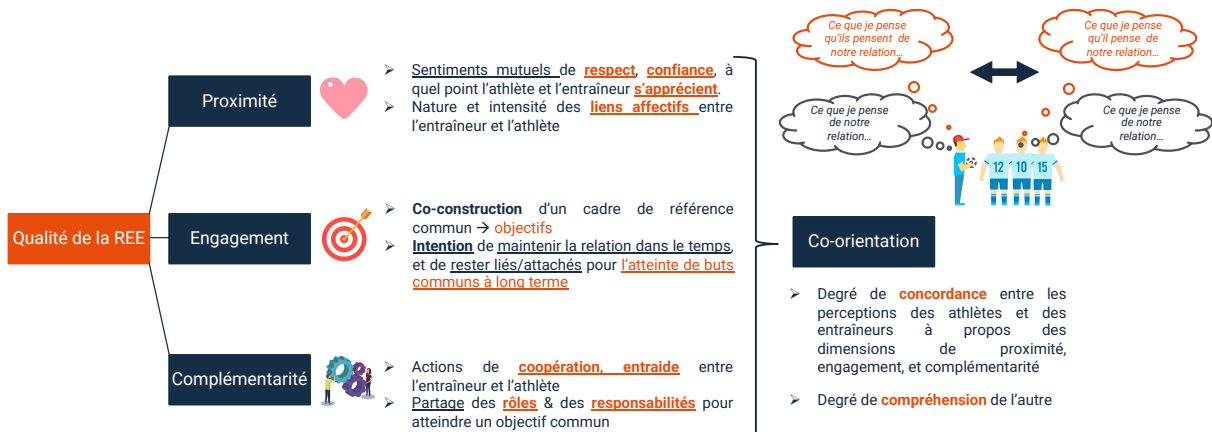 Qualité de la REE
Proximité
➢ Sentiments mutuels de respect, confiance, à
quel point l'athlète et l'entraîneur s'apprécient.
➢ Nature et intensité des liens affectifs entre
l'entraîneur et l'athlète
Engagement
➢ Co-construction d'un cadre de référence
commun → objectifs
➢ Intention de maintenir la relation dans le temps,
et de rester liés/attachés pour l'atteinte de buts
communs à long terme
Complémentarité
➢ Actions de coopération, entraide entre
l'entraîneur et l'athlète
➢ Partage des rôles & des responsabilités pour
atteindre un objectif commun
Ce que je pense
qu'ils pensent de
notre relation…
Ce que je pense
qu'il pense de
notre relation…
Ce que je pense
de notre
relation…
Ce que je pense
de notre
relation…
12 10 15
Co-orientation
➢ Degré de concordance entre les
perceptions des athlètes et des
entraîneurs à propos des
dimensions de proximité,
engagement, et complémentarité
➢ Degré de compréhension de l'autre